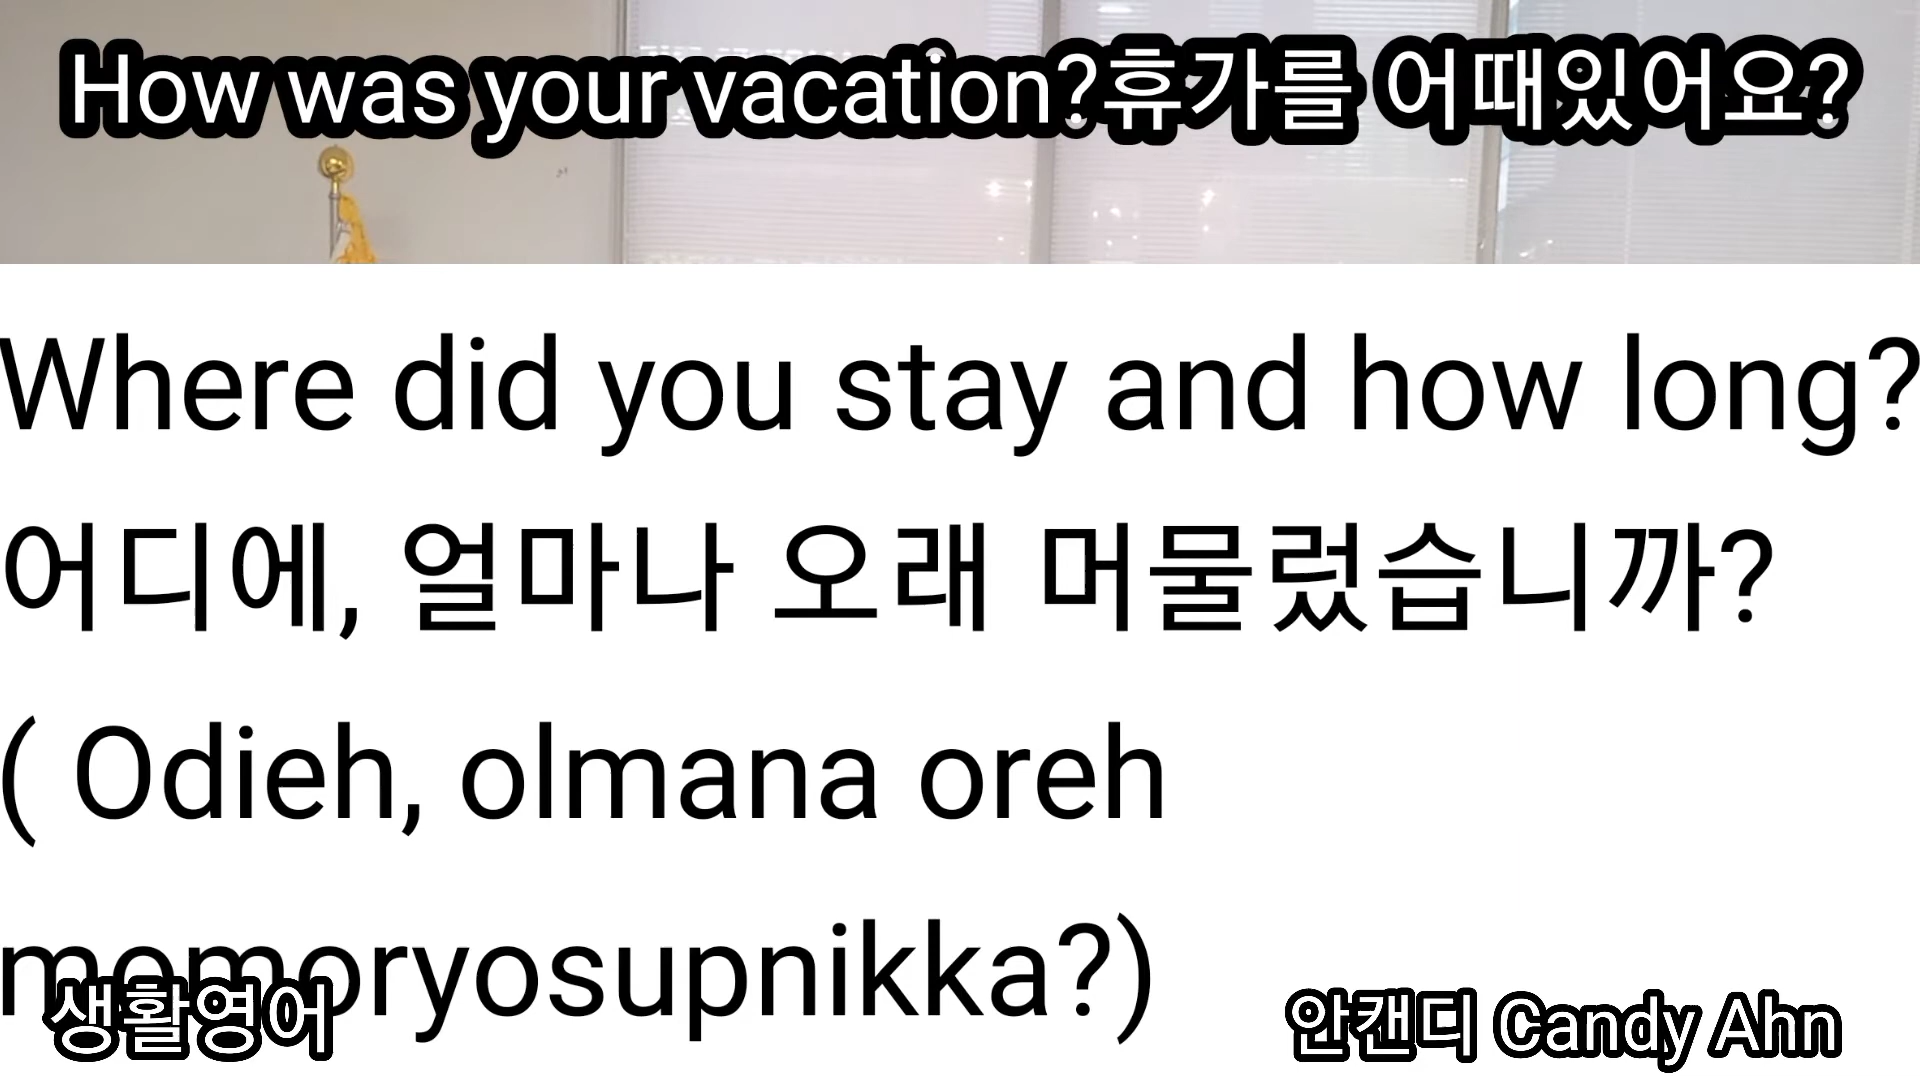 How was your vacation?휴가를 어때있어요?
Where did you stay and how long?
어디에, 얼마나 오래 머물렀습니까?
( Odieh, olmana oreh
momoryosupnikka?)
생활영어
안캔디 Candy Ahn